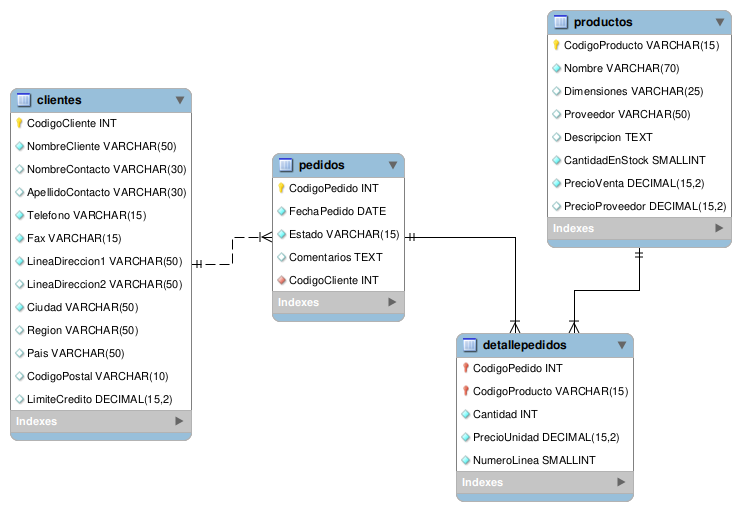 clientes
CodigoCliente INT
NombreCliente VARCHAR(50)
NombreContacto VARCHAR(30)
ApellidoContacto VARCHAR(30)
Telefono VARCHAR(15)
Fax VARCHAR(15)
LineaDireccion1 VARCHAR(50)
LineaDireccion2 VARCHAR(50)
Ciudad VARCHAR(50)
Region VARCHAR(50)
Pais VARCHAR(50)
CodigoPostal VARCHAR(10)
LimiteCredito DECIMAL(15,2)
Indexes
pedidos
CodigoPedido INT
FechaPedido DATE
Estado VARCHAR(15)
Comentarios TEXT
CodigoCliente INT
Indexes
productos
CodigoProducto VARCHAR(15)
Nombre VARCHAR(70)
Dimensiones VARCHAR(25)
Proveedor VARCHAR(50)
Descripcion TEXT
CantidadEnStock SMALLINT
PrecioVenta DECIMAL(15,2)
PrecioProveedor DECIMAL(15,2)
Indexes
detallepedidos
CodigoPedido INT
CodigoProducto VARCHAR(15)
Cantidad INT
PrecioUnidad DECIMAL(15,2)
NumeroLinea SMALLINT
Indexes